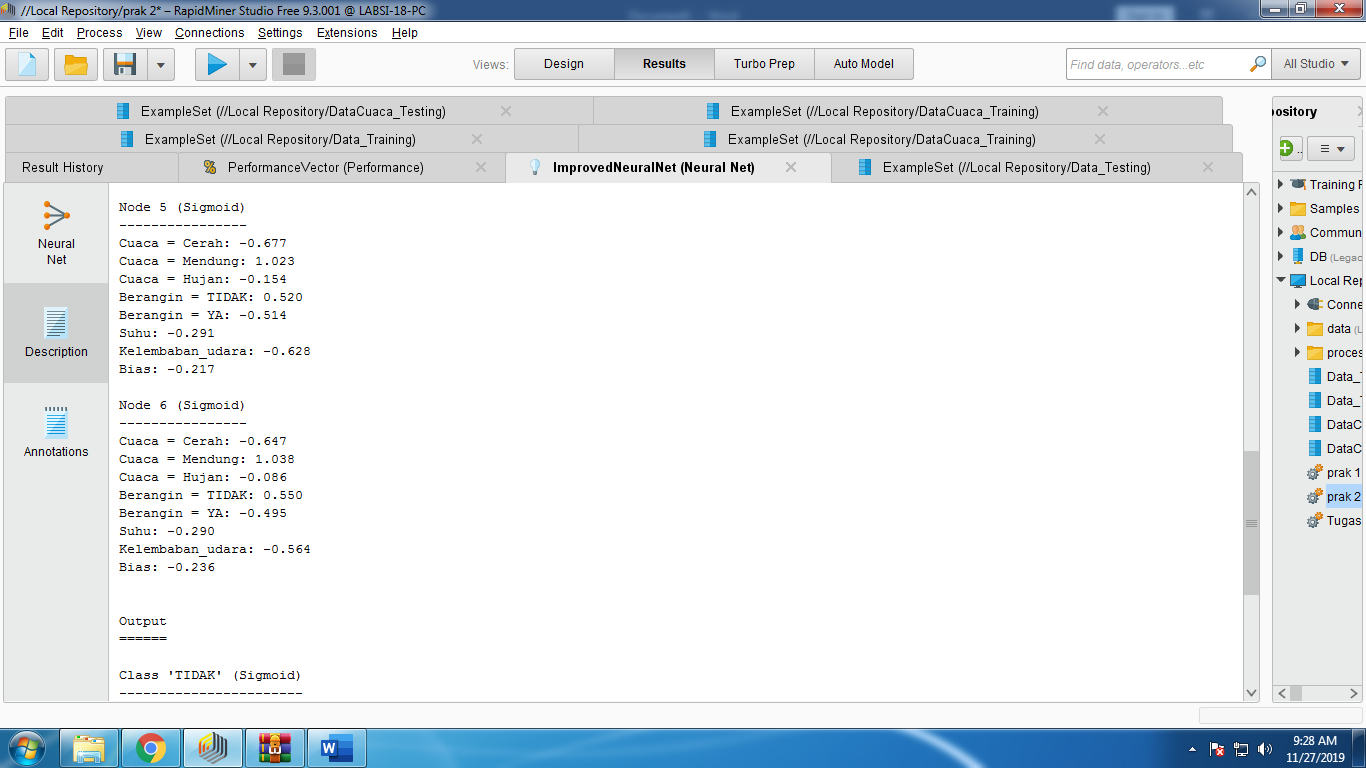 //Local Repository/prak 2* – RapidMiner Studio Free 9.3.001 @ LABSI-18-PC
File Edit Process View Connections Settings Extensions Help
Views: Design Results Turbo Prep Auto Model
Find data, operators...etc
All Studio
ExampleSet (///Local Repository/DataCuaca_Testing)
ExampleSet (///Local Repository/DataCuaca_Training)
ExampleSet (///Local Repository/Data_Training)
ExampleSet (//Local Repository/DataCuaca_Training)
Result History
PerformanceVector (Performance)
ImprovedNeuralNet (Neural Net)
ExampleSet (///Local Repository/Data_Testing)
Neural
Net
Description
Annotations
Node 5 (Sigmoid)
----------------
Cuaca = Cerah: -0.677
Cuaca = Mendung: 1.023
Cuaca = Hujan: -0.154
Berangin = TIDAK: 0.520
Berangin = YA: -0.514
Suhu: -0.291
Kelembaban_udara: -0.628
Bias: -0.217
Node 6 (Sigmoid)
----------------
Cuaca = Cerah: -0.647
Cuaca = Mendung: 1.038
Cuaca = Hujan: -0.086
Berangin = TIDAK: 0.550
Berangin = YA: -0.495
Suhu: -0.290
Kelembaban_udara: -0.564
Bias: -0.236
Output
======
Class 'TIDAK' (Sigmoid)
-----------------------
pository
Training R
Samples
Commun
DB (Legac
Local Rep
Conne
data (L
proces
Data_T
Data_T
DataC
DataC
prak 1
prak 2
Tugas
9:28 AM
11/27/2019